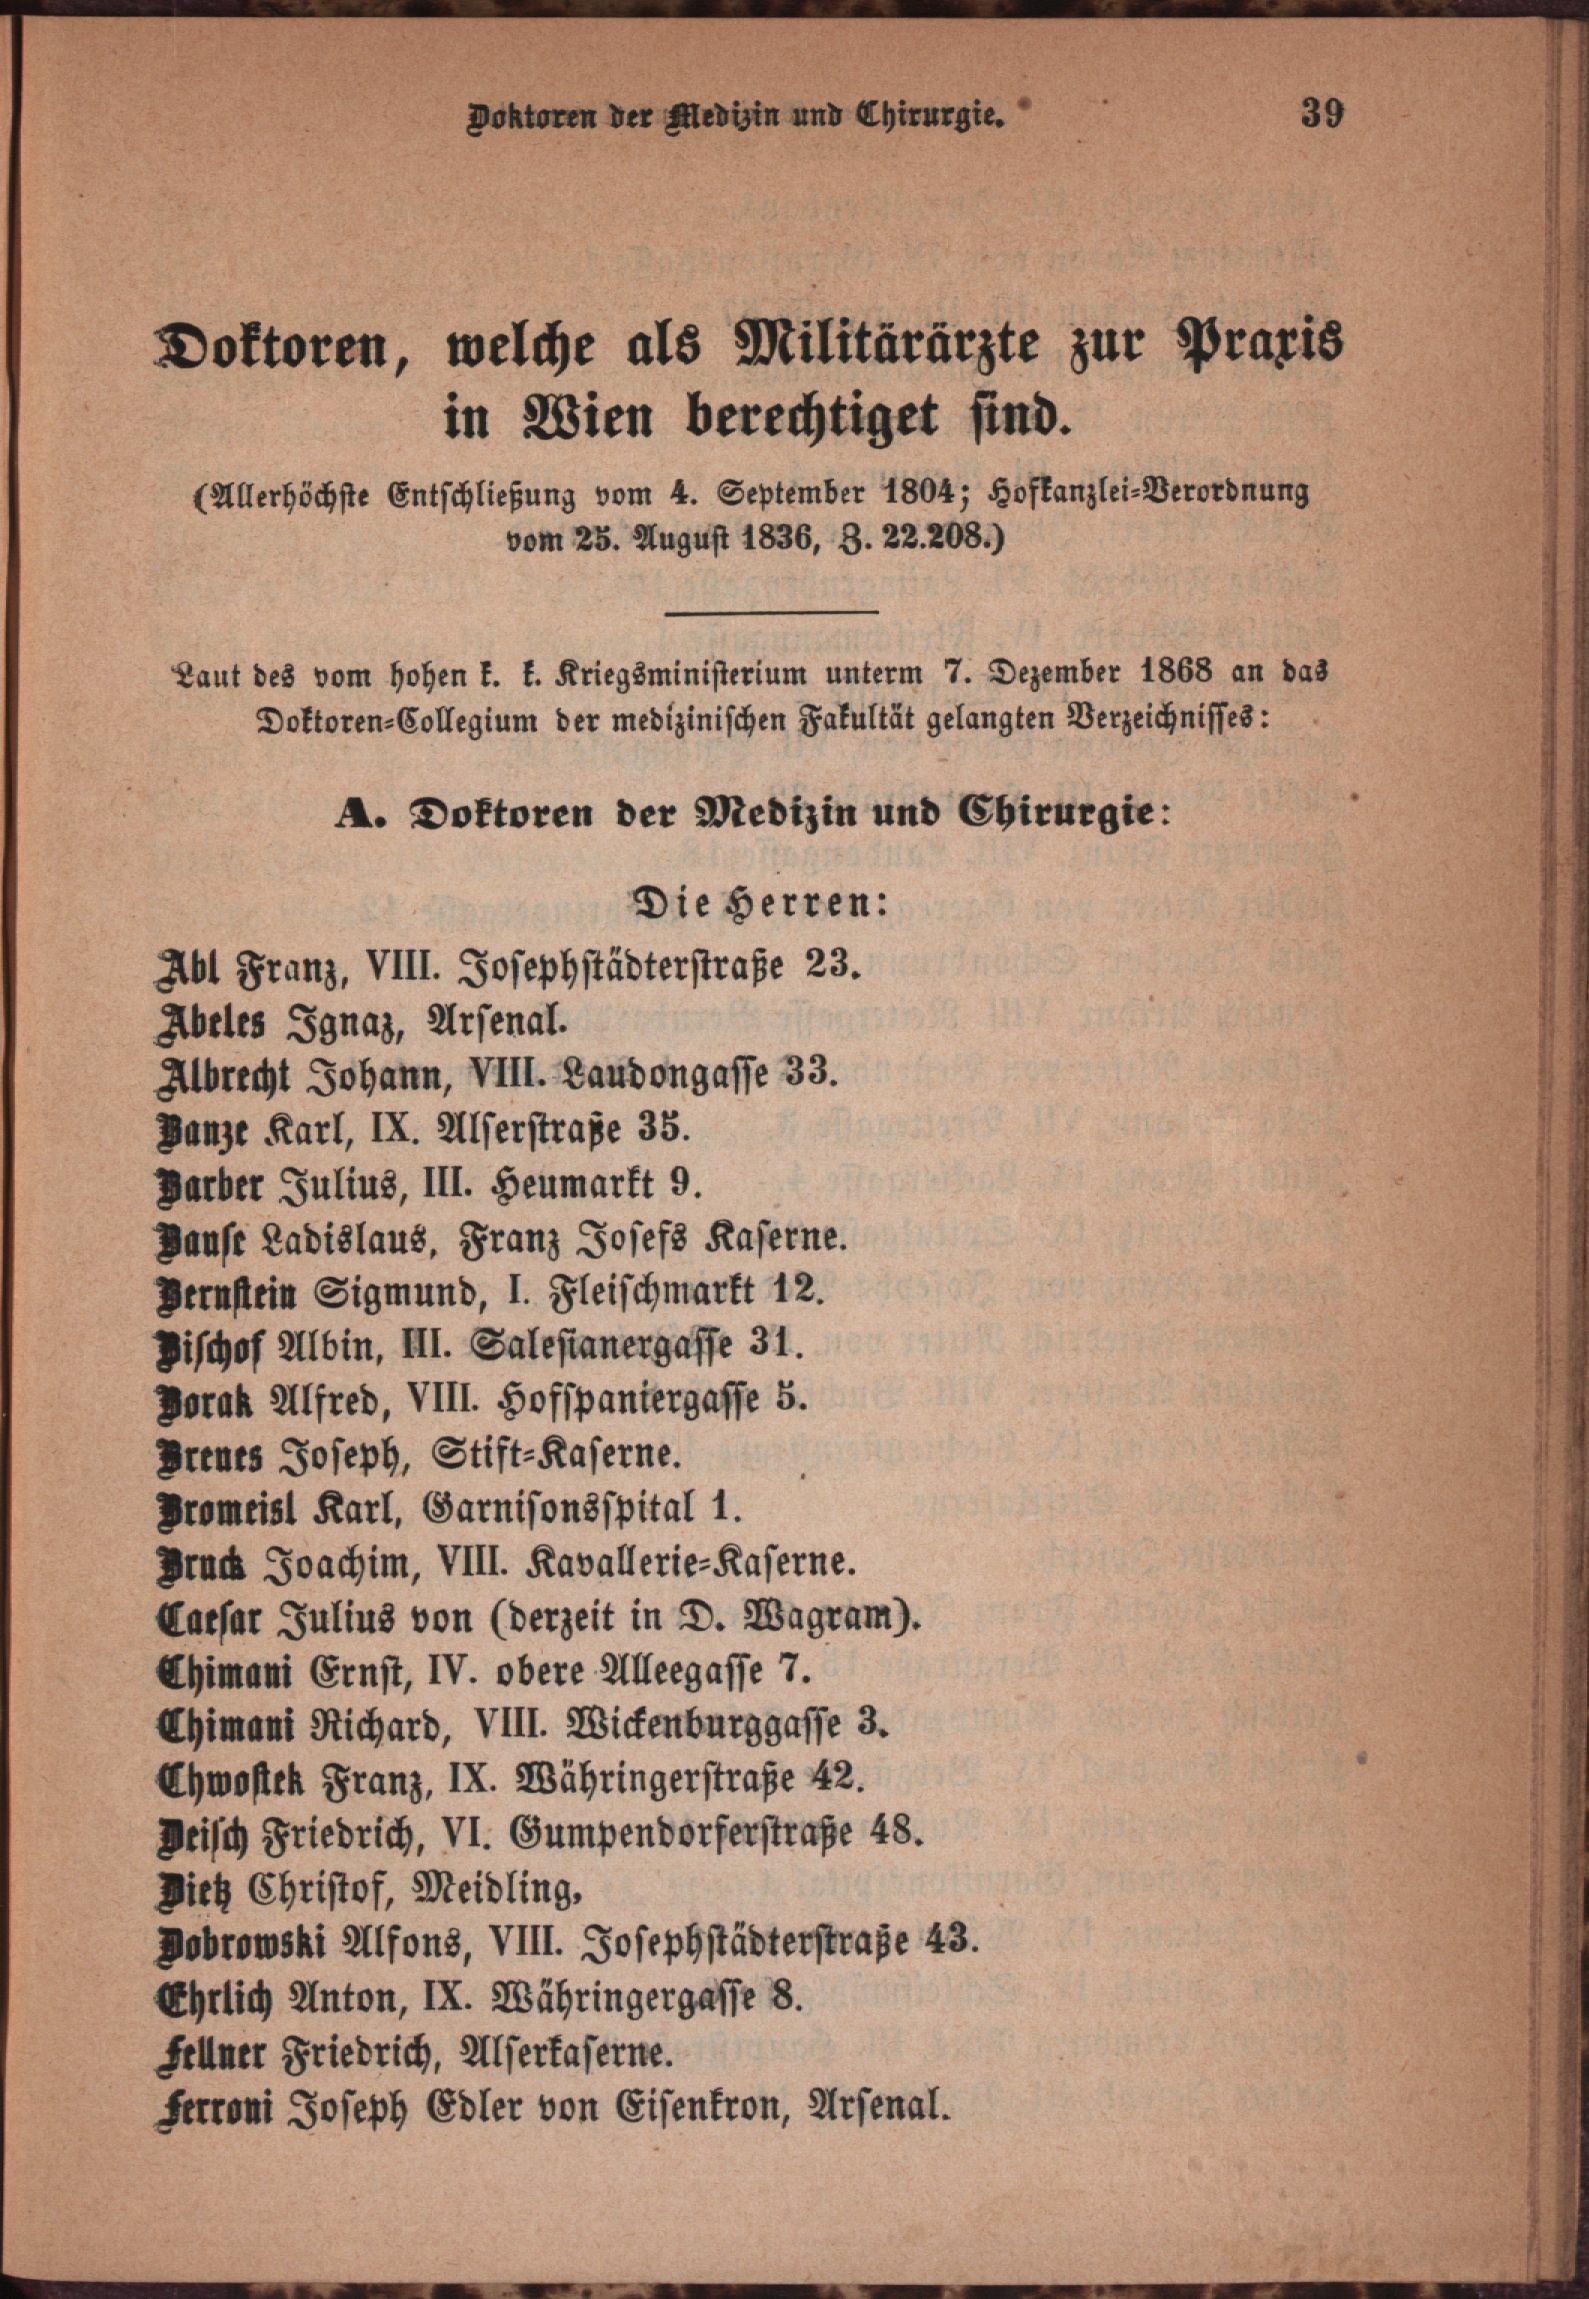 Doktoren der Medizin und Chirurgie. 39
Doktoren, welche als Militärärzte zur Praxis
in Wien berechtiget sind.
(Allerhöchste Entschließung vom 4. September 1804; Hofkanzlei-Verordnung
vom 25. August 1836, Z. 22.208.)
Laut des vom hohen k. k. Kriegsministerium unterm 7. Dezember 1868 an das
Doktoren-Collegium der medizinischen Fakultät gelangten Verzeichnisses:
A. Doktoren der Medizin und Chirurgie:
Die Herren:
Abl Franz, VIII. Josephstädterstraße 23.
Abeles Ignaz, Arsenal.
Albrecht Johann, VIII. Laudongasse 33.
Banze Karl, IX. Alserstraße 35.
Barber Julius, III. Heumarkt 9.
Bause Ladislaus, Franz Josefs Kaserne.
Bernstein Sigmund, I. Fleischmarkt 12.
Bischof Albin, III. Salesianergasse 31.
Borak Alfred, VIII. Hofspaniergasse 5.
Brenes Joseph, Stift-Kaserne.
Bromeisl Karl, Garnisonsspital 1.
Bruck Joachim, VIII. Kavallerie-Kaserne.
Caesar Julius von (derzeit in D. Wagram).
Chimani Ernst, IV. obere Alleegasse 7.
Chimani Richard, VIII. Wickenburggasse 3.
Chwostek Franz, IX. Währingerstraße 42.
Deisch Friedrich, VI. Gumpendorferstraße 48.
Dietz Christof, Meidling.
Dobrowski Alfons, VIII. Josephstädterstraße 43.
Ehrlich Anton, IX. Währingergasse 8.
Fellner Friedrich, Alserkaserne.
Ferroni Joseph Edler von Eisenkron, Arsenal.